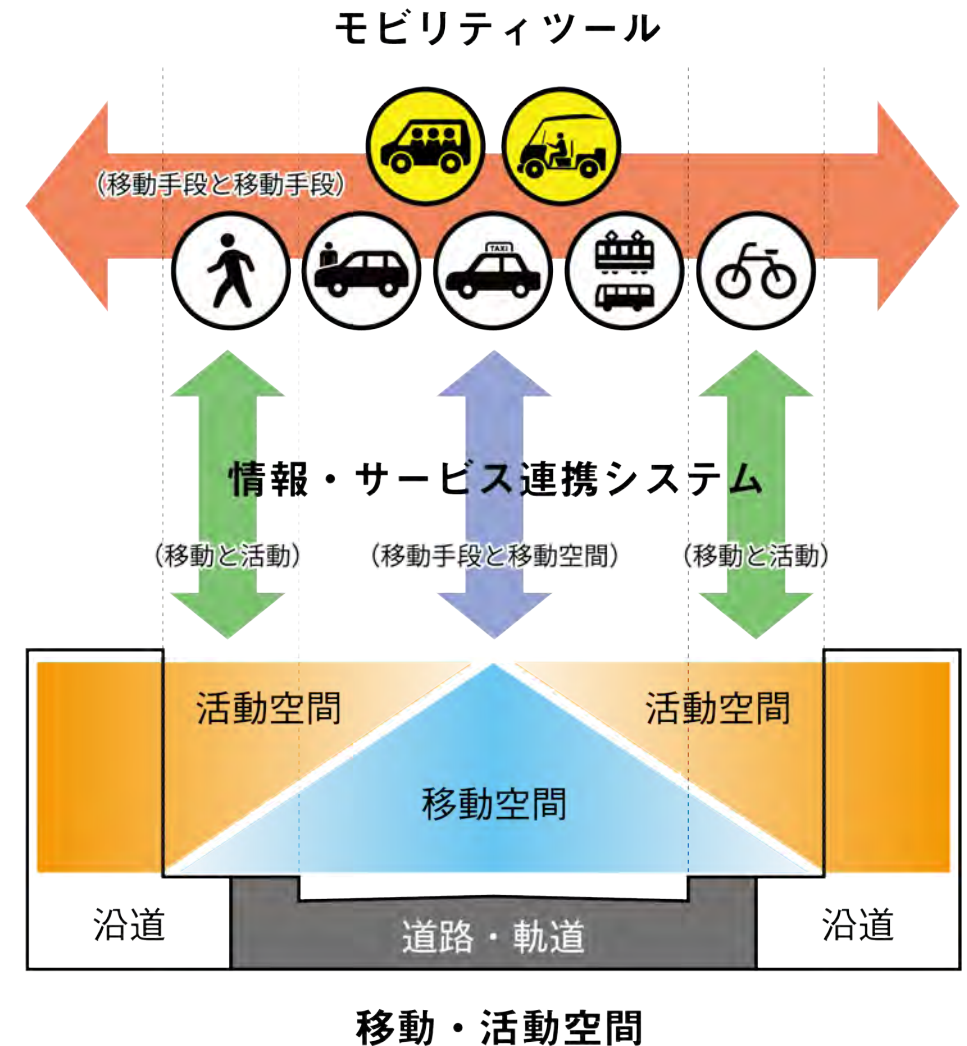 モビリティツール
（移動手段と移動手段）
TAXI
情報・サービス連携システム
（移動と活動）
（移動手段と移動空間）
（移動と活動）
活動空間
活動空間
移動空間
沿道
道路・軌道
沿道
移動・活動空間